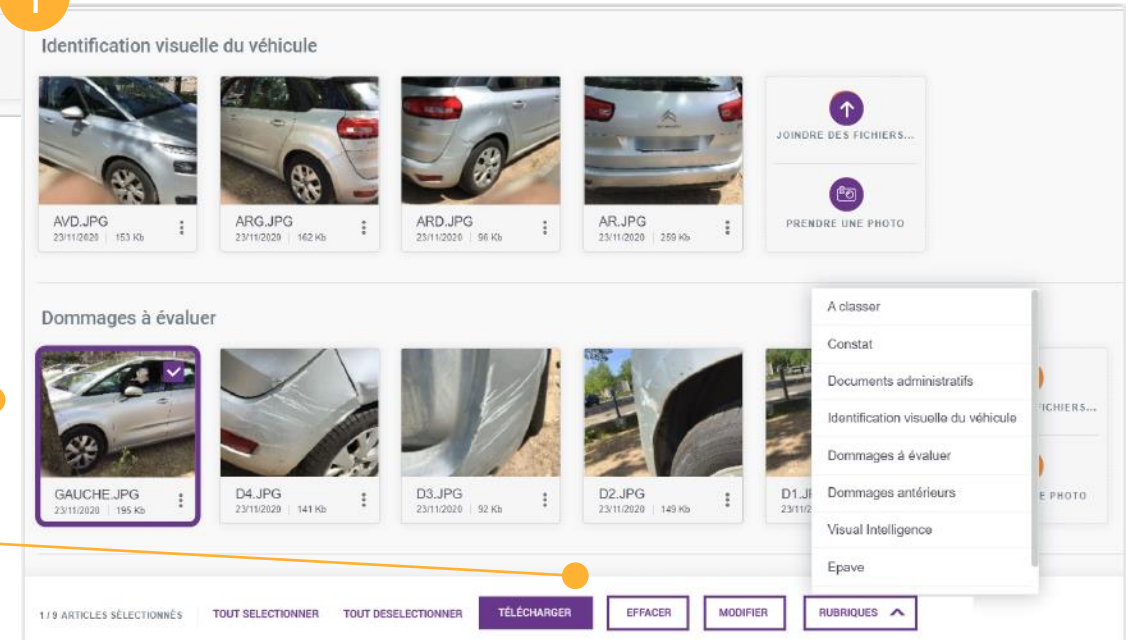 1
Identification visuelle du véhicule
AVD.JPG
23/11/2020 | 153 Kb
ARG.JPG
23/11/2020 | 162 Kb
ARD.JPG
23/11/2020 | 96 Kb
AR.JPG
23/11/2020 | 259 Kb
JOINDRE DES FICHIERS...
PRENDRE UNE PHOTO
Dommages à évaluer
GAUCHE.JPG
23/11/2020 | 195 Kb
D4.JPG
23/11/2020 | 141 Kb
D3.JPG
23/11/2020 | 92 Kb
D2.JPG
23/11/2020 | 149 Kb
A classer
Constat
Documents administratifs
Identification visuelle du véhicule
Dommages à évaluer
Dommages antérieurs
Visual Intelligence
Epave
PHOTO
1 / 9 ARTICLES SÉLECTIONNÉS
TOUT SELECTIONNER
TOUT DESELECTIONNER
TÉLÉCHARGER
EFFACER
MODIFIER
RUBRIQUES